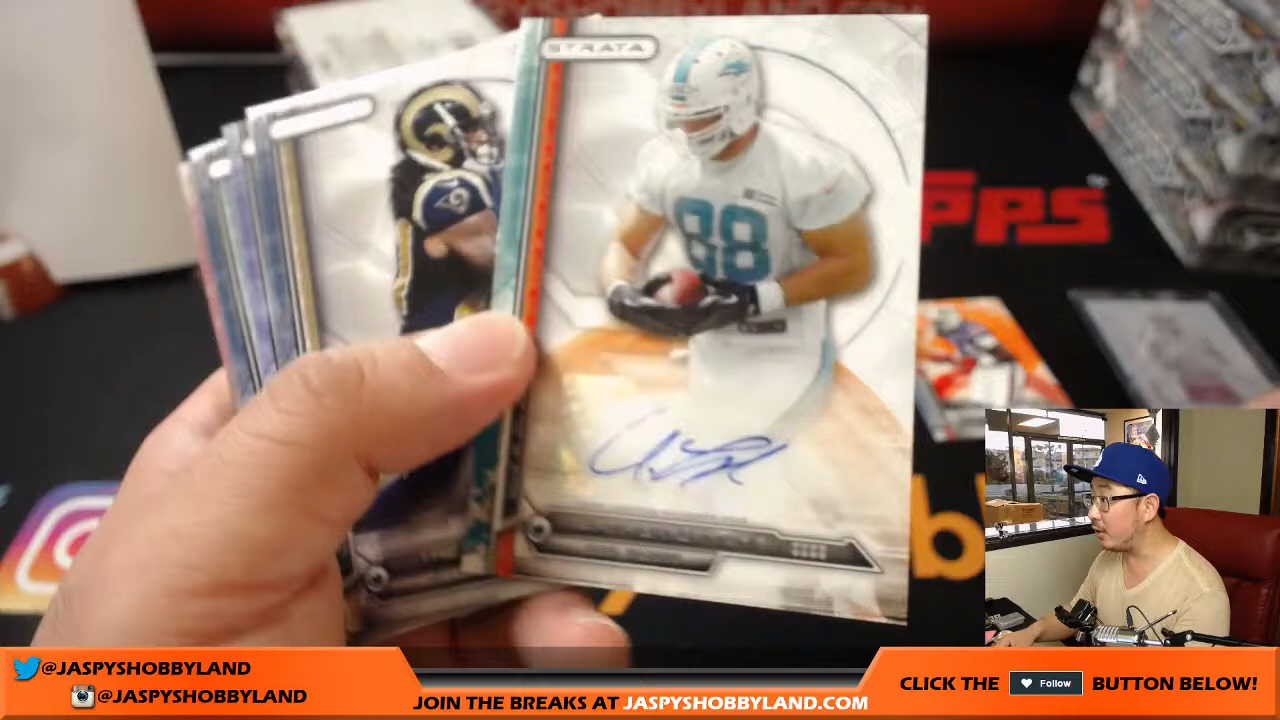 STRATA
88
PPS
b
@JASPYSHOBBYLAND
@JASPYSHOBBYLAND
JOIN THE BREAKS AT JASPYSHOBBYLAND.COM
CLICK THE Follow BUTTON BELOW!